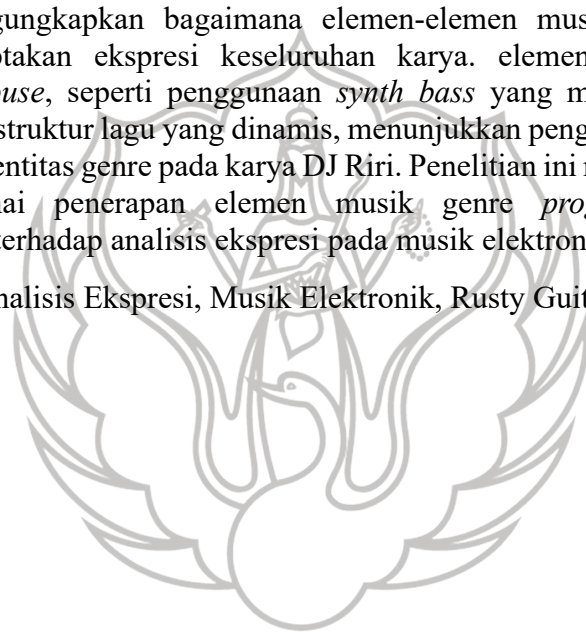 gungkapkan bagaimana elemen-elemen mus
ptakan ekspresi keseluruhan karya. elemen
ouse, seperti penggunaan synth bass yang m
struktur lagu yang dinamis, menunjukkan peng
entitas genre pada karya DJ Riri. Penelitian ini
nai penerapan elemen musik genre prog
terhadap analisis ekspresi pada musik elektron
nalisis Ekspresi, Musik Elektronik, Rusty Guit